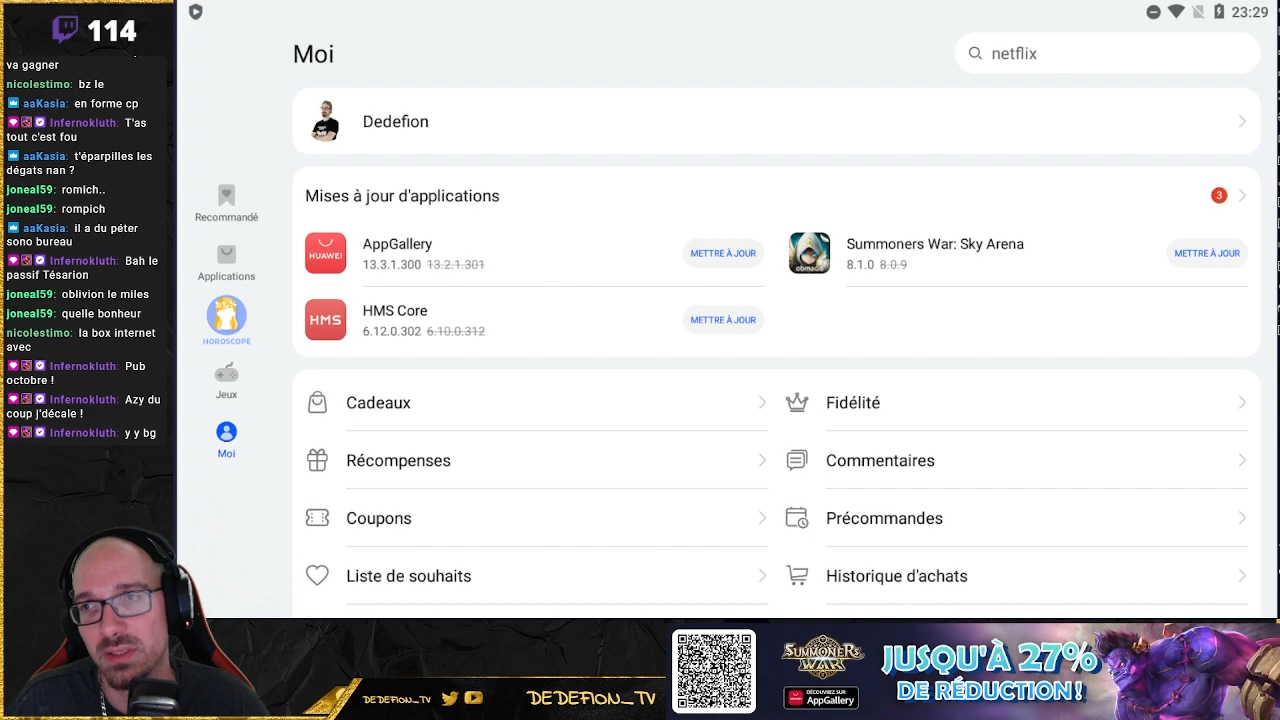 114
va gagner
nicolestimo: bz le
aaKasia: en forme cp
Infernokluth: T'as
tout c'est fou
aaKasia: t'éparpilles les
dégats nan ?
joneal59: romlch..
joneal59: rompich
aaKasia: il a du péter
sono bureau
Infernokluth: Bah le
passif Tésarion
joneal59: oblivion le miles
joneal59: quelle bonheur
nicolestimo: la box internet
avec
Infernokluth: Pub
octobre !
Infernokluth: Azy du
coup j'décale !
Infernokluth: y y bg
23:29
Moi
netflix
Dedefion
Recommandé
Applications
HOROSCOPE
Jeux
Moi
Mises à jour d'applications
3
HUAWEI
AppGallery
13.3.1.300 13.2.1.301
METTRE À JOUR
com2us
Summoners War: Sky Arena
8.1.0 8.0.9
METTRE À JOUR
HMS
HMS Core
6.12.0.302 6.10.0.312
METTRE À JOUR
Cadeaux
Fidélité
Récompenses
Commentaires
Coupons
Précommandes
Liste de souhaits
Historique d'achats
DEDEFION_TV
DEDEFION_TV
SUMMONERS
WAR
DÉCOUVREZ SUR
AppGallery
JUSQU'À 27%
DE RÉDUCTION !